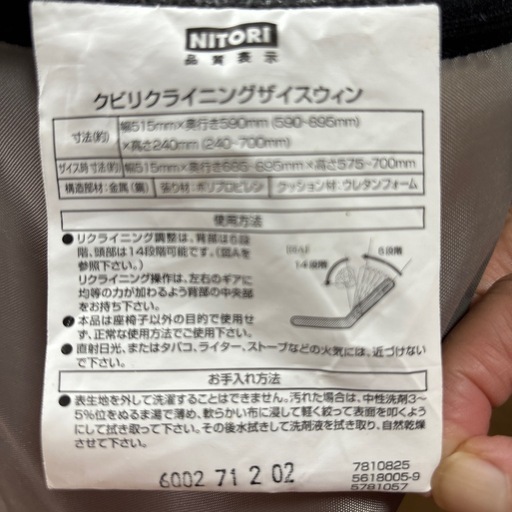 NITORI
品質表示
クビリクライニングザイスウィン
寸法(約) 幅515mm×奥行き590mm(590~895mm)
×高さ240mm(240~700mm)
ザイス時寸法(約) 幅515mm×奥行き685~895mm×高さ575~700mm
構造部材:金属(鋼) 張り材:ポリプロピレン クッション材:ウレタンフォーム
使用方法
●リクライニング調整は、背部は6段
階、頭部は14段階可能です。(図Aを
参照下さい。)
リクライニング操作は、左右のギアに
均等の力が加わるよう背部の中央部
をお持ち下さい。
●本品は座椅子以外の目的で使用せ
ず、正常な使用方法でご使用下さい。
●直射日光、またはタバコ、ライター、ストーブなどの火気には、近づけない
で下さい。
(図A)
6段階
14段階
お手入れ方法
●表生地を外して洗濯することはできません。汚れた場合は、中性洗剤3~
5%位をぬるま湯で薄め、軟らかい布に浸して軽く絞って表面を叩くよう
にして拭き取って下さい。その後水拭きして洗剤液を拭き取り、自然乾燥
させて下さい。
6002 71 2 02
7810825
5618005-9
5781057